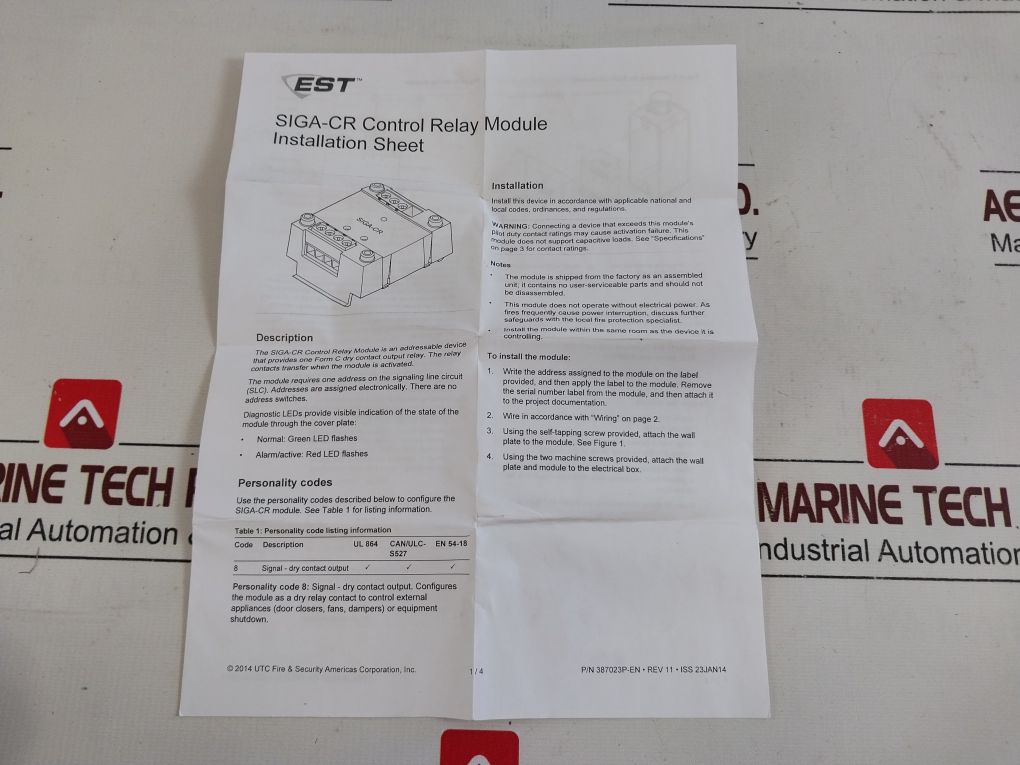 EST™
SIGA-CR Control Relay Module
Installation Sheet
SIGA-CR
Description
The SIGA-CR Control Relay Module is an addressable device
that provides one Form C dry contact output relay. The relay
contacts transfer when the module is activated.
The module requires one address on the signaling line circuit
(SLC). Addresses are assigned electronically. There are no
address switches.
Diagnostic LEDs provide visible indication of the state of the
module through the cover plate:
• Normal: Green LED flashes
• Alarm/active: Red LED flashes
Personality codes
Use the personality codes described below to configure the
SIGA-CR module. See Table 1 for listing information.
Table 1: Personality code listing information
Code Description UL 864 CAN/ULC- EN 54-18
S527
8 Signal - dry contact output ✓ ✓ ✓
Personality code 8: Signal - dry contact output. Configures
the module as a dry relay contact to control external
appliances (door closers, fans, dampers) or equipment
shutdown.
Installation
Install this device in accordance with applicable national and
local codes, ordinances, and regulations.
WARNING: Connecting a device that exceeds this module's
pilot duty contact ratings may cause activation failure. This
module does not support capacitive loads. See "Specifications"
on page 3 for contact ratings.
Notes
• The module is shipped from the factory as an assembled
unit; it contains no user-serviceable parts and should not
be disassembled.
• This module does not operate without electrical power. As
fires frequently cause power interruption, discuss further
safeguards with the local fire protection specialist.
• Install the module within the same room as the device it is
controlling.
To install the module:
1. Write the address assigned to the module on the label
provided, and then apply the label to the module. Remove
the serial number label from the module, and then attach it
to the project documentation.
2. Wire in accordance with "Wiring" on page 2.
3. Using the self-tapping screw provided, attach the wall
plate to the module. See Figure 1.
4. Using the two machine screws provided, attach the wall
plate and module to the electrical box.
© 2014 UTC Fire & Security Americas Corporation, Inc.
1 / 4
P/N 387023P-EN • REV 11 • ISS 23JAN14
D.
y
AE
Ma
RINE TECH P
al Automation &
MARINE TECH
ndustrial Automation